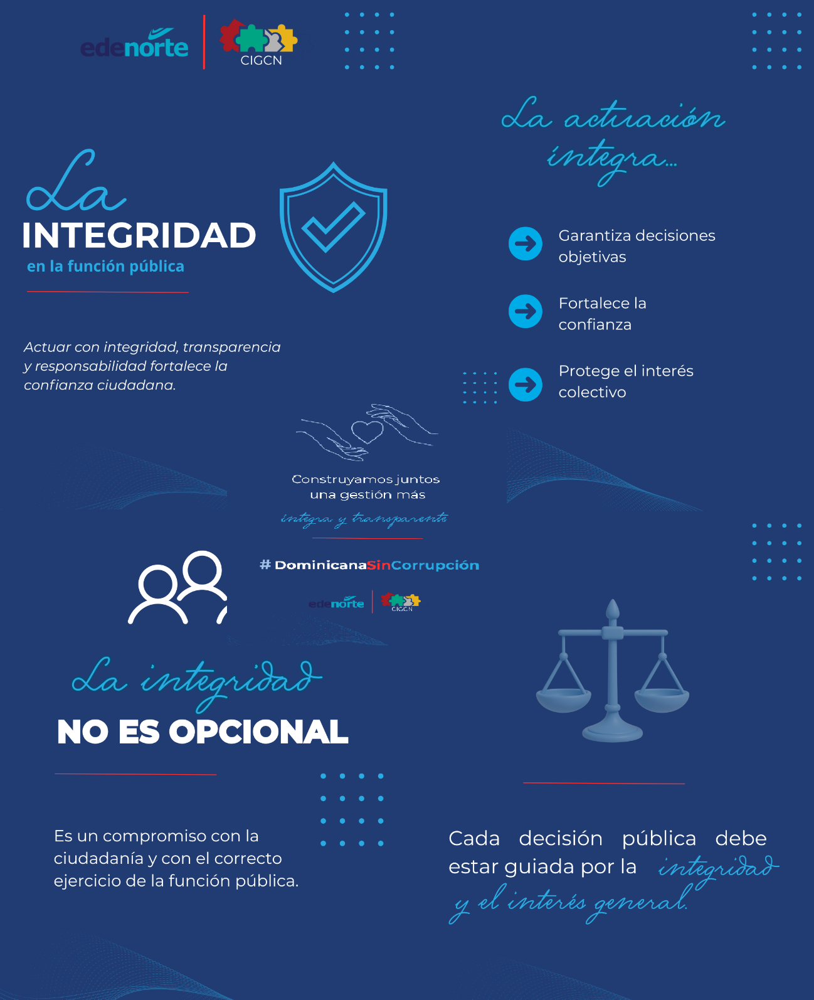 edenorte
CIGCN
La
INTEGRIDAD
en la función pública
Actuar con integridad, transparencia
y responsabilidad fortalece la
confianza ciudadana.
La actuación
íntegra...
Garantiza decisiones
objetivas
Fortalece la
confianza
Protege el interés
colectivo
Construyamos juntos
una gestión más
íntegra y transparente
#DominicanaSinCorrupción
edenorte
CIGCN
La integridad
NO ES OPCIONAL
Es un compromiso con la
ciudadanía y con el correcto
ejercicio de la función pública.
Cada decisión pública debe
estar guiada por la integridad
y el interés general.